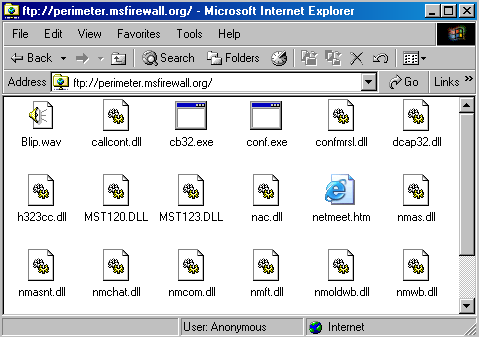 ftp://perimeter.msfirewall.org/ - Microsoft Internet Explorer
File Edit View Favorites Tools Help
Back Search Folders
Address ftp://perimeter.msfirewall.org/ Go Links »
Blip.wav callcont.dll cb32.exe conf.exe confmrsl.dll dcap32.dll
h323cc.dll MST120.DLL MST123.DLL nac.dll netmeet.htm nmas.dll
nmasnt.dll nmchat.dll nmcom.dll nmft.dll nmoldwb.dll nmwb.dll
User: Anonymous Internet